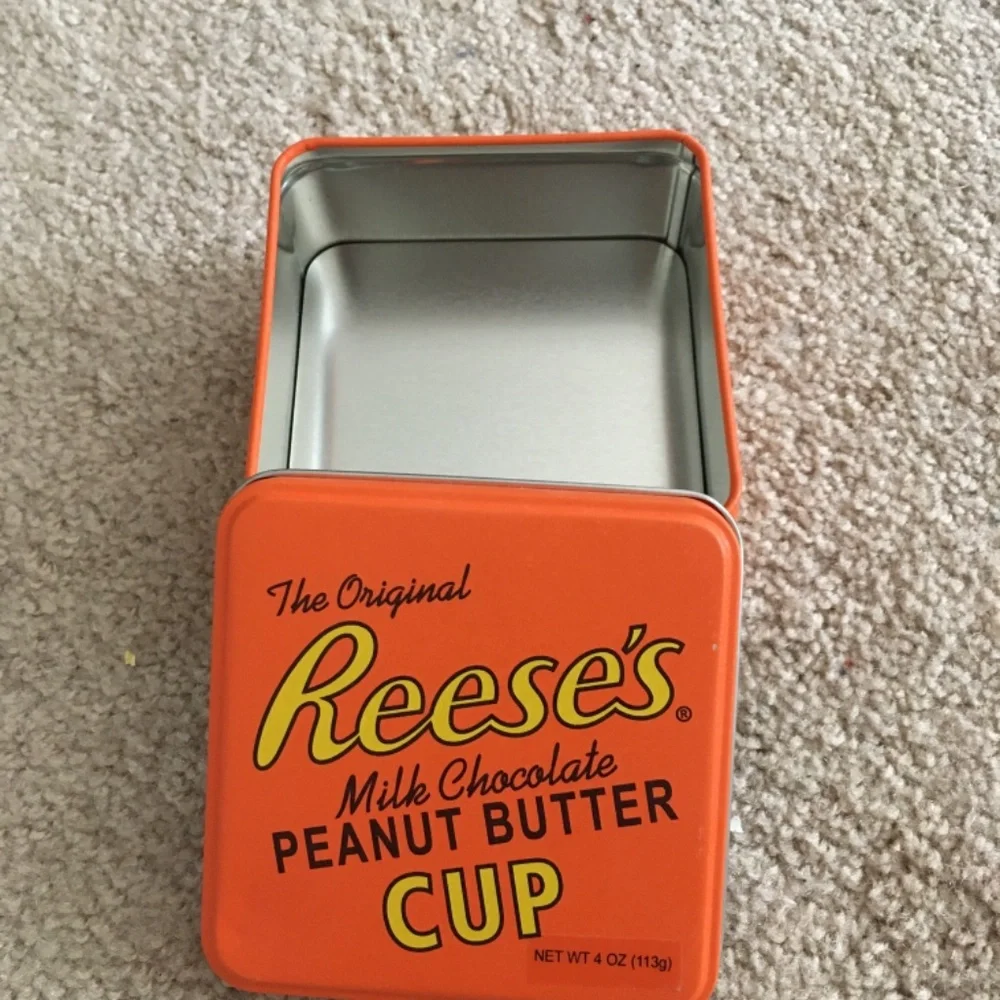 The Original
Reese's®
Milk Chocolate
PEANUT BUTTER
CUP
NET WT 4 OZ (113g)